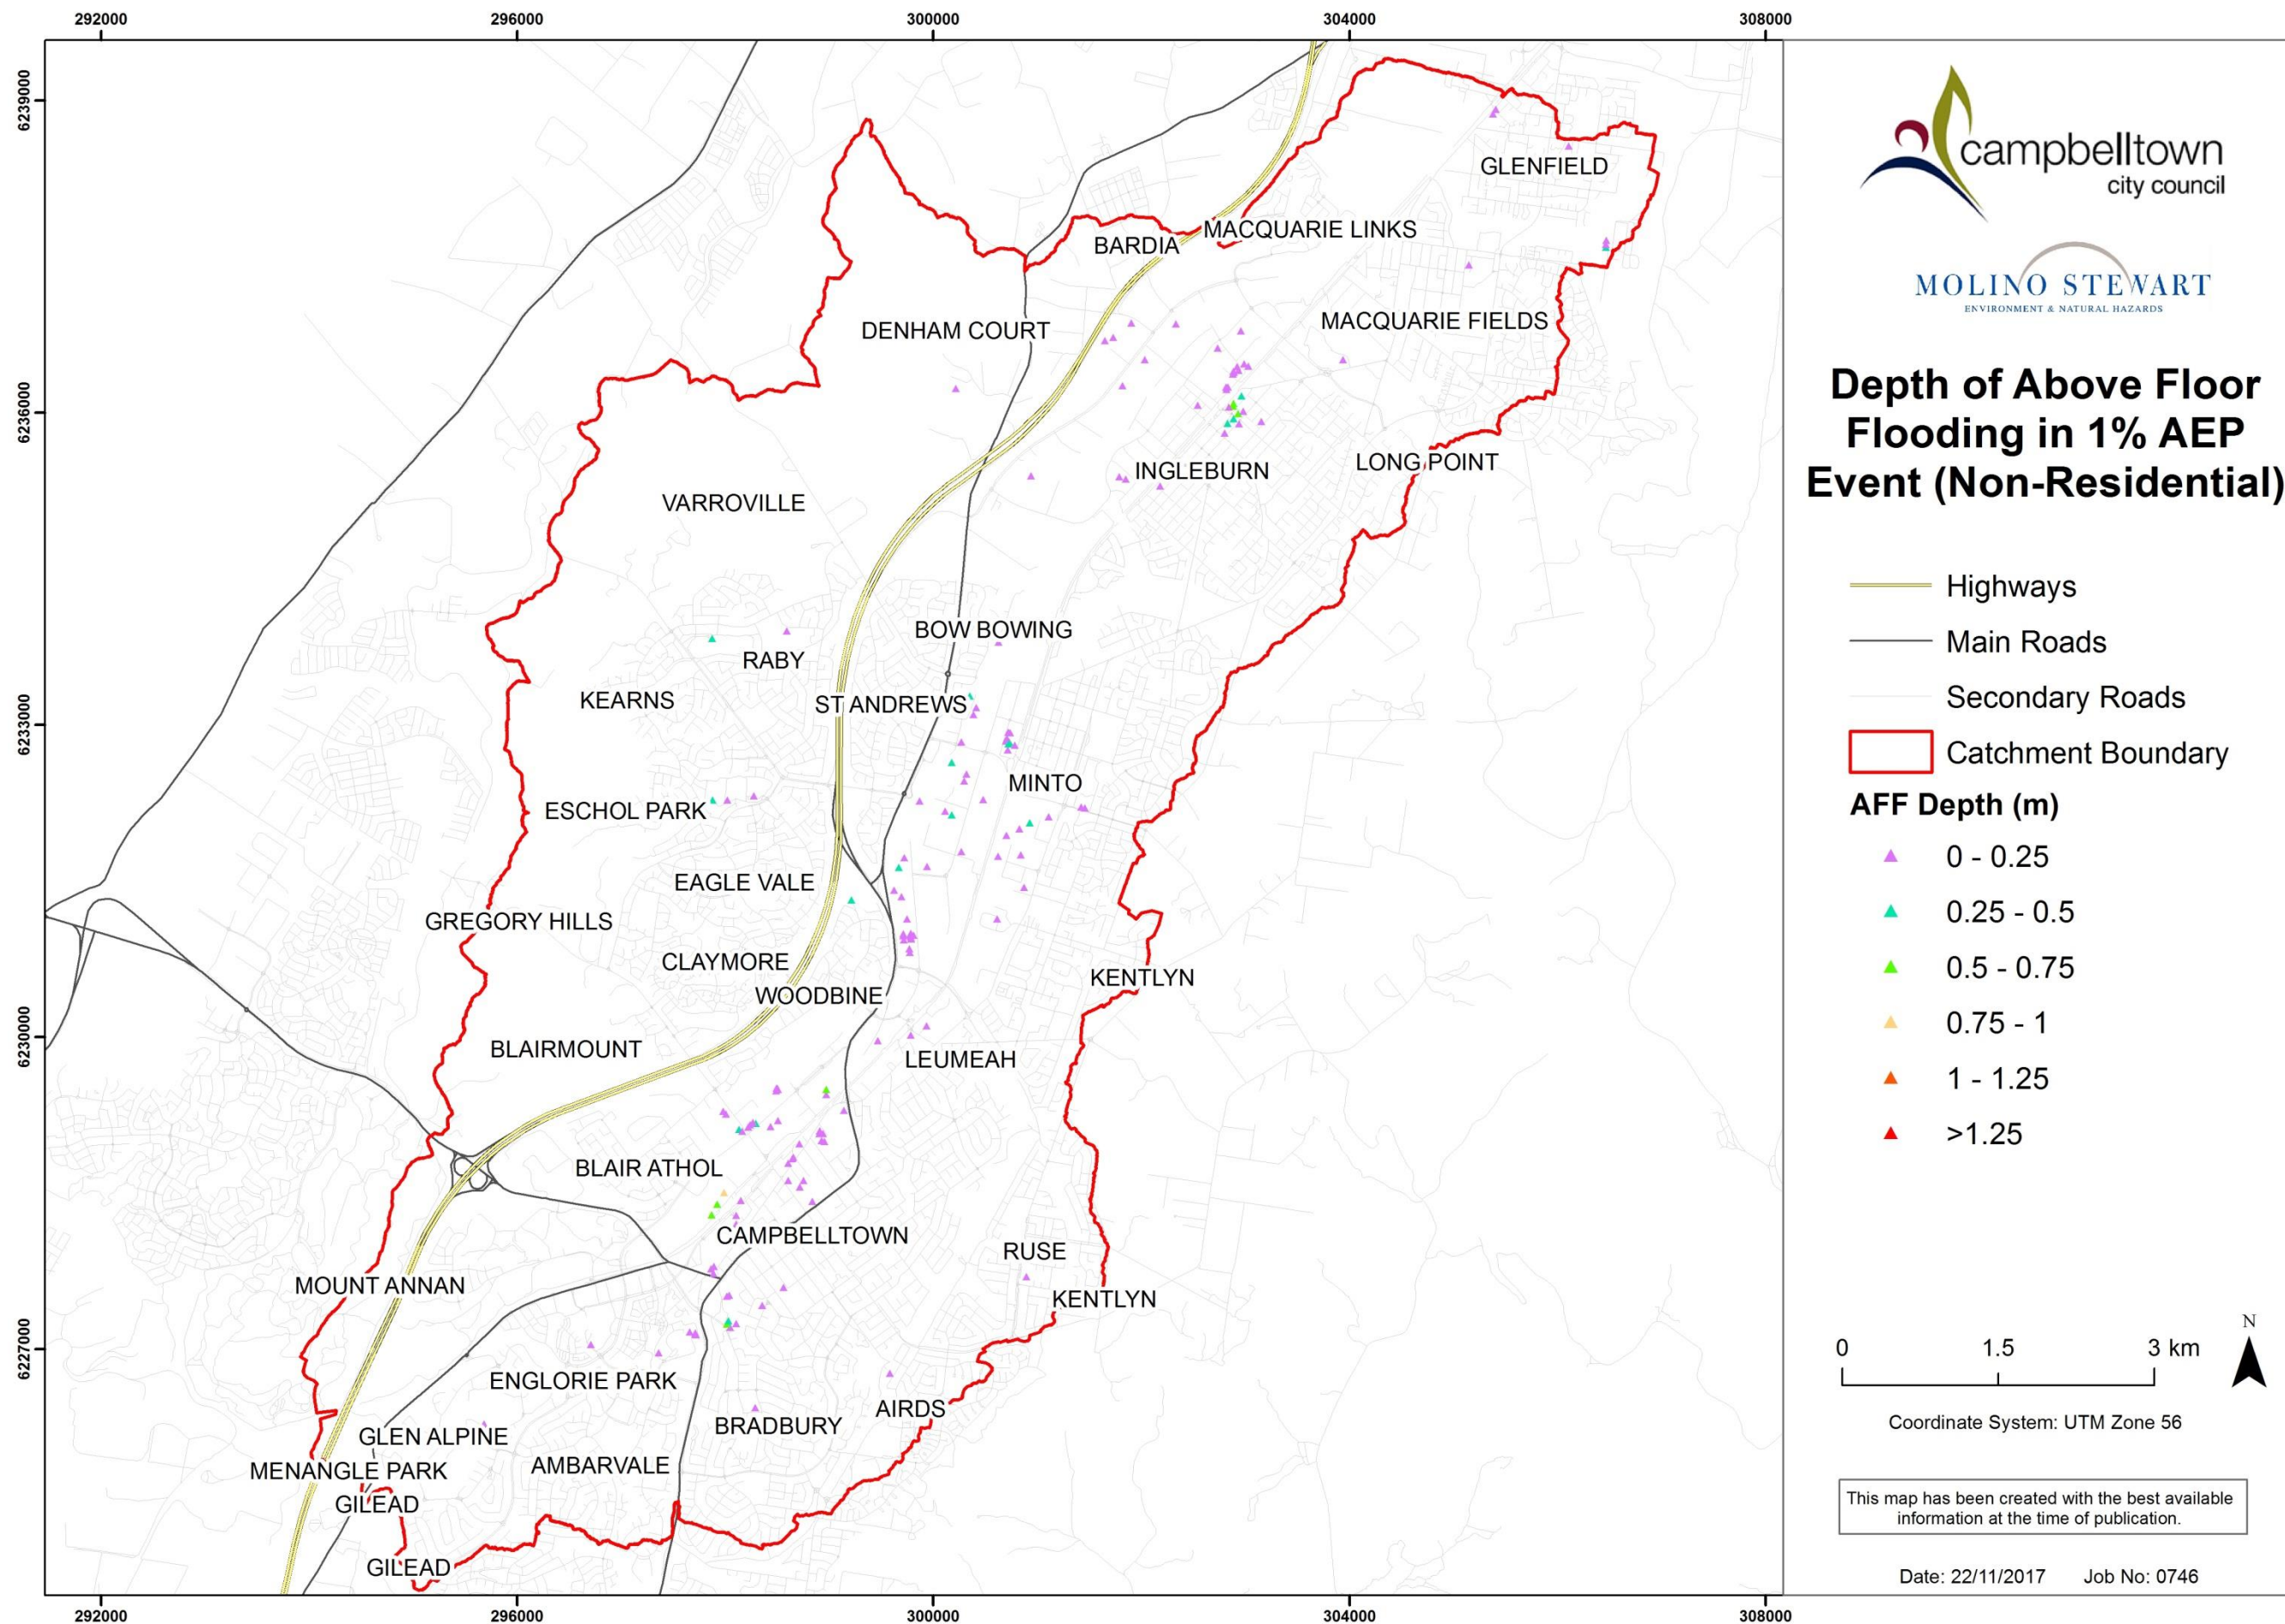 292000
296000
300000
304000
308000
6239000
6236000
6233000
6230000
6227000
GLENFIELD
MACQUARIE LINKS
BARDIA
DENHAM COURT
MACQUARIE FIELDS
INGLEBURN
LONG POINT
VARROVILLE
BOW BOWING
RABY
KEARNS
ST ANDREWS
MINTO
ESCHOL PARK
EAGLE VALE
GREGORY HILLS
CLAYMORE
KENTLYN
WOODBINE
BLAIRMOUNT
LEUMEAH
BLAIR ATHOL
CAMPBELLTOWN
RUSE
MOUNT ANNAN
KENTLYN
ENGLORIE PARK
AIRDS
BRADBURY
GLEN ALPINE
AMBARVALE
MENANGLE PARK
GILEAD
GILEAD
292000
296000
300000
304000
308000
campbelltown
city council
MOLINO STEWART
ENVIRONMENT & NATURAL HAZARDS
Depth of Above Floor
Flooding in 1% AEP
Event (Non-Residential)
Highways
Main Roads
Secondary Roads
Catchment Boundary
AFF Depth (m)
0 - 0.25
0.25 - 0.5
0.5 - 0.75
0.75 - 1
1 - 1.25
>1.25
N
0 1.5 3 km
Coordinate System: UTM Zone 56
This map has been created with the best available
information at the time of publication.
Date: 22/11/2017 Job No: 0746